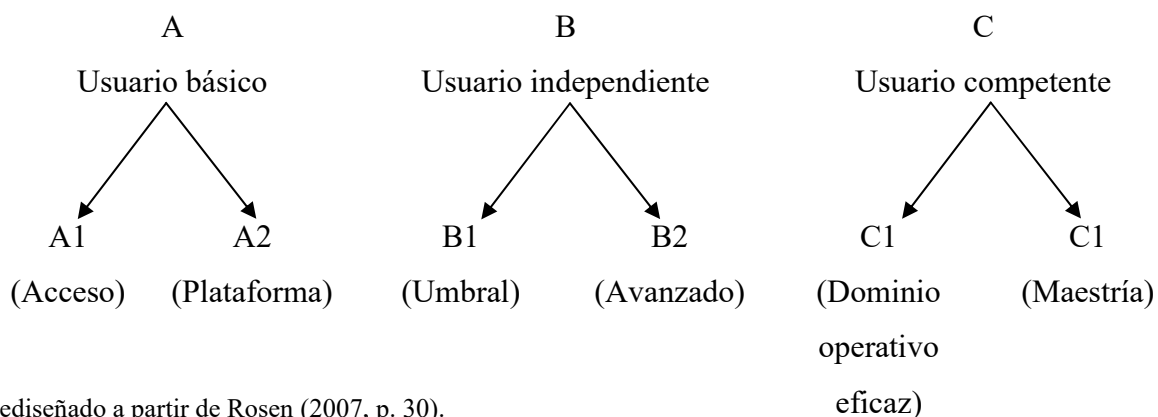 A B C
Usuario básico Usuario independiente Usuario competente
A1 A2 B1 B2 C1 C1
(Acceso) (Plataforma) (Umbral) (Avanzado) (Dominio (Maestría)
operativo
eficaz)
ediseñado a partir de Rosen (2007, p. 30).